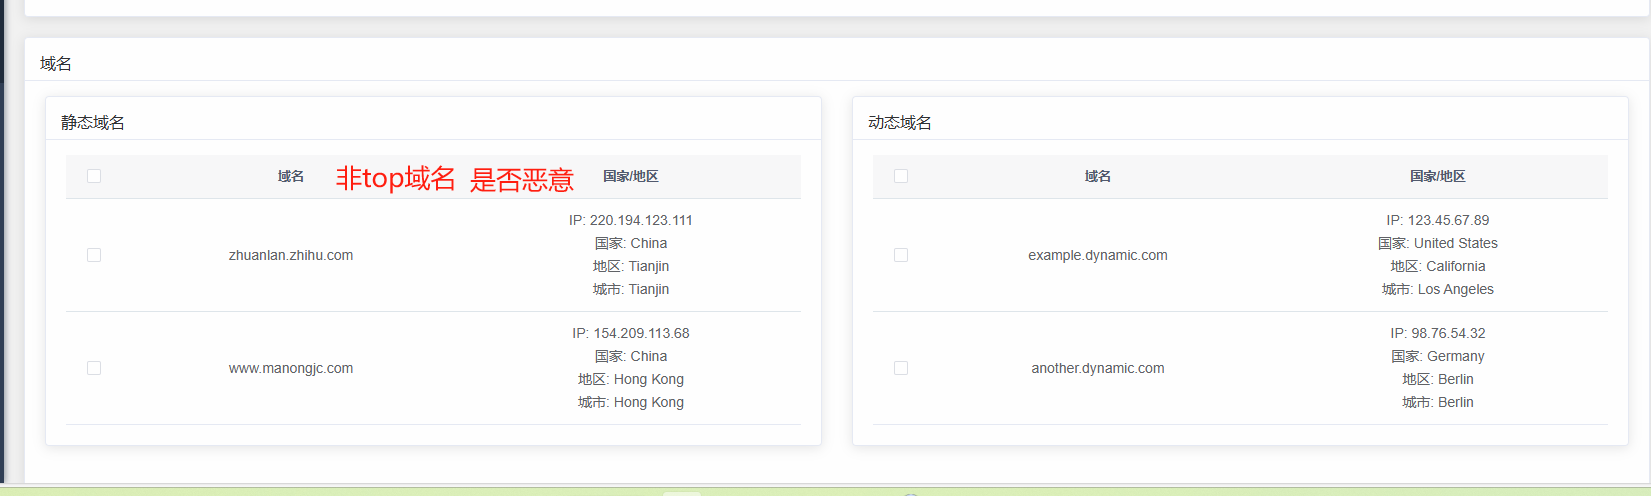 域名
静态域名
域名 非top域名 是否恶意 国家/地区
zhuanlan.zhihu.com
IP: 220.194.123.111
国家: China
地区: Tianjin
城市: Tianjin
www.manongjc.com
IP: 154.209.113.68
国家: China
地区: Hong Kong
城市: Hong Kong
动态域名
域名 国家/地区
example.dynamic.com
IP: 123.45.67.89
国家: United States
地区: California
城市: Los Angeles
another.dynamic.com
IP: 98.76.54.32
国家: Germany
地区: Berlin
城市: Berlin